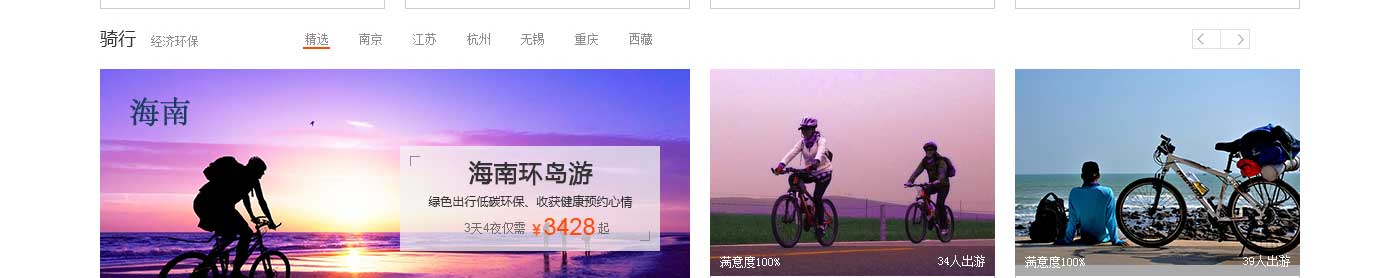 骑行 经济环保 精选 南京 江苏 杭州 无锡 重庆 西藏
海南
海南环岛游
绿色出行低碳环保、收获健康预约心情
3天4夜仅需 ¥3428起
满意度100% 34人出游
满意度100% 39人出游